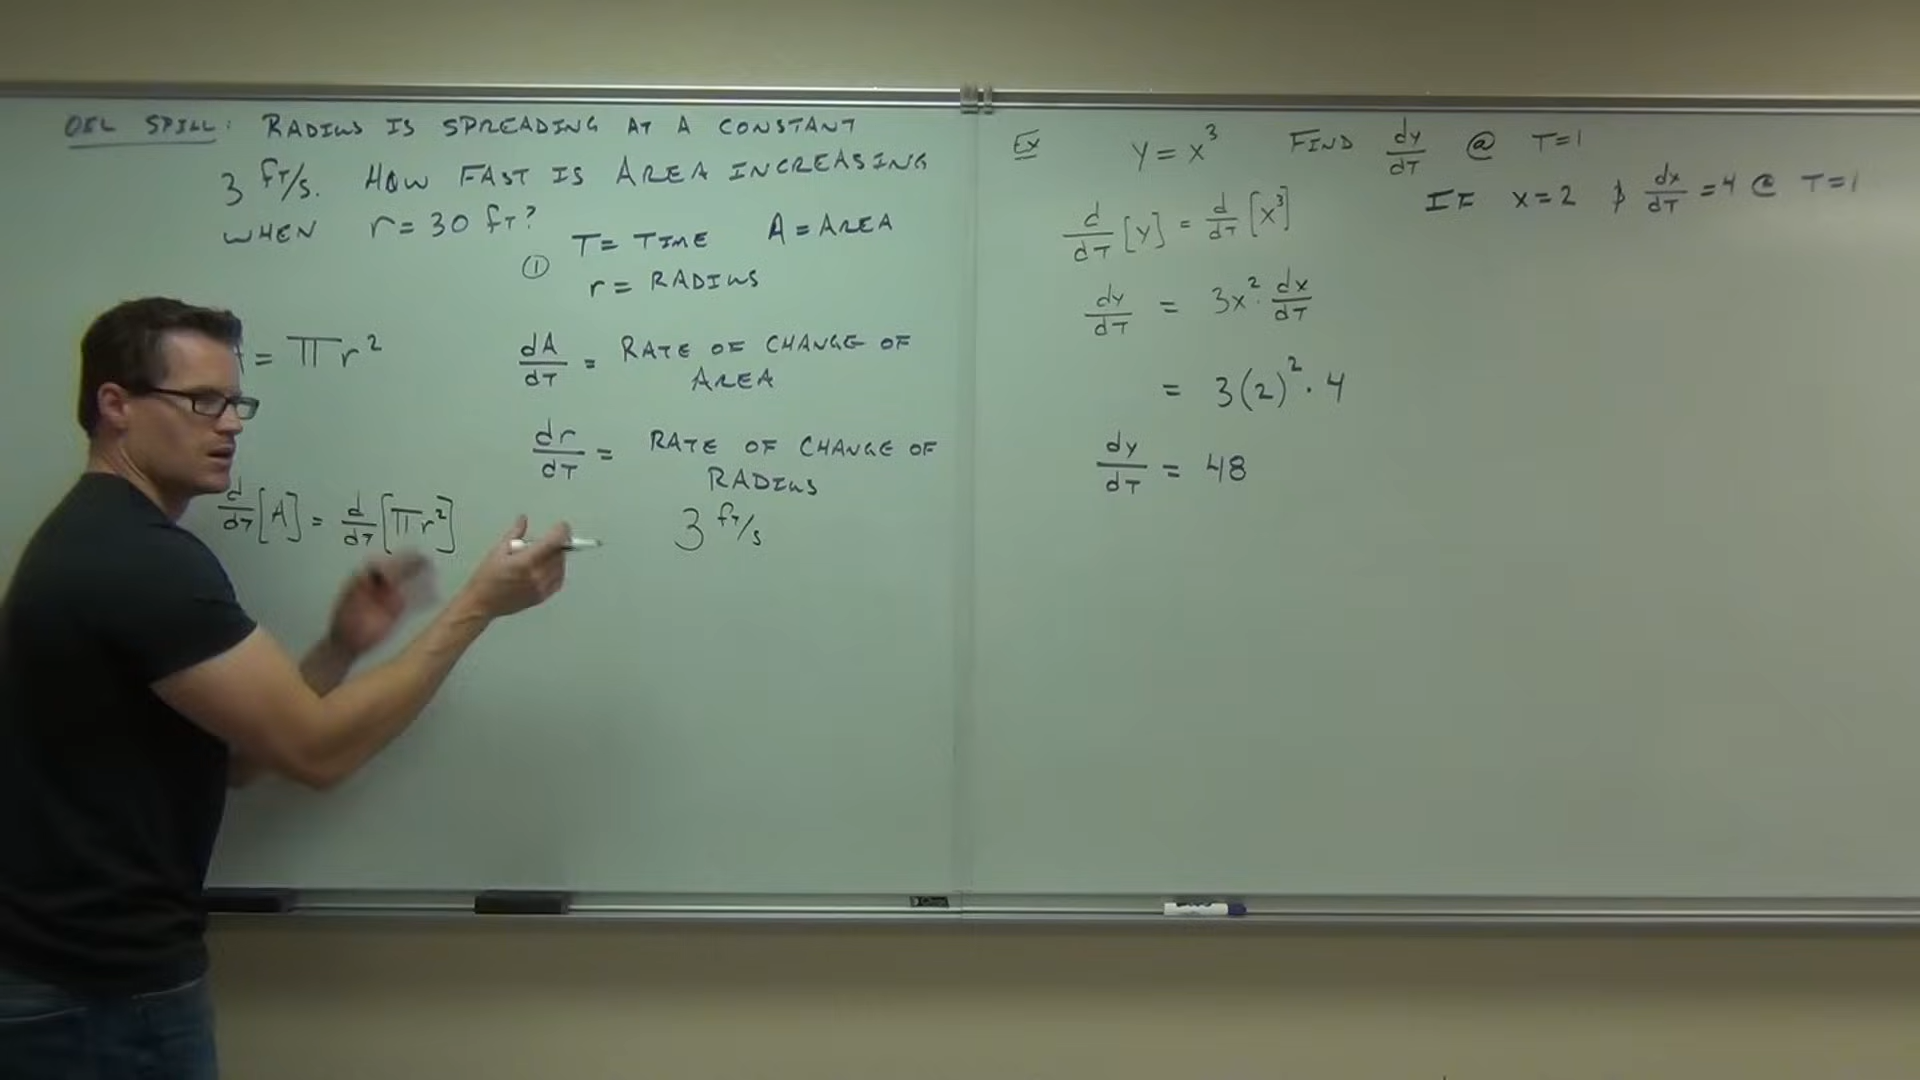 OIL SPILL: RADIUS IS SPREADING AT A CONSTANT
3 ft/s. HOW FAST IS AREA INCREASING
WHEN r = 30 ft?
① T = TIME A = AREA
r = RADIUS
= πr²
dA/dT = RATE OF CHANGE OF
AREA
dr/dT = RATE OF CHANGE OF
RADIUS
3 ft/s
d/dT [A] = d/dT [πr²]
Ex y = x³ FIND dy/dT @ T=1
IF x=2 & dx/dT = 4 @ T=1
d/dT [y] = d/dT [x³]
dy/dT = 3x² · dx/dT
= 3(2)² · 4
dy/dT = 48